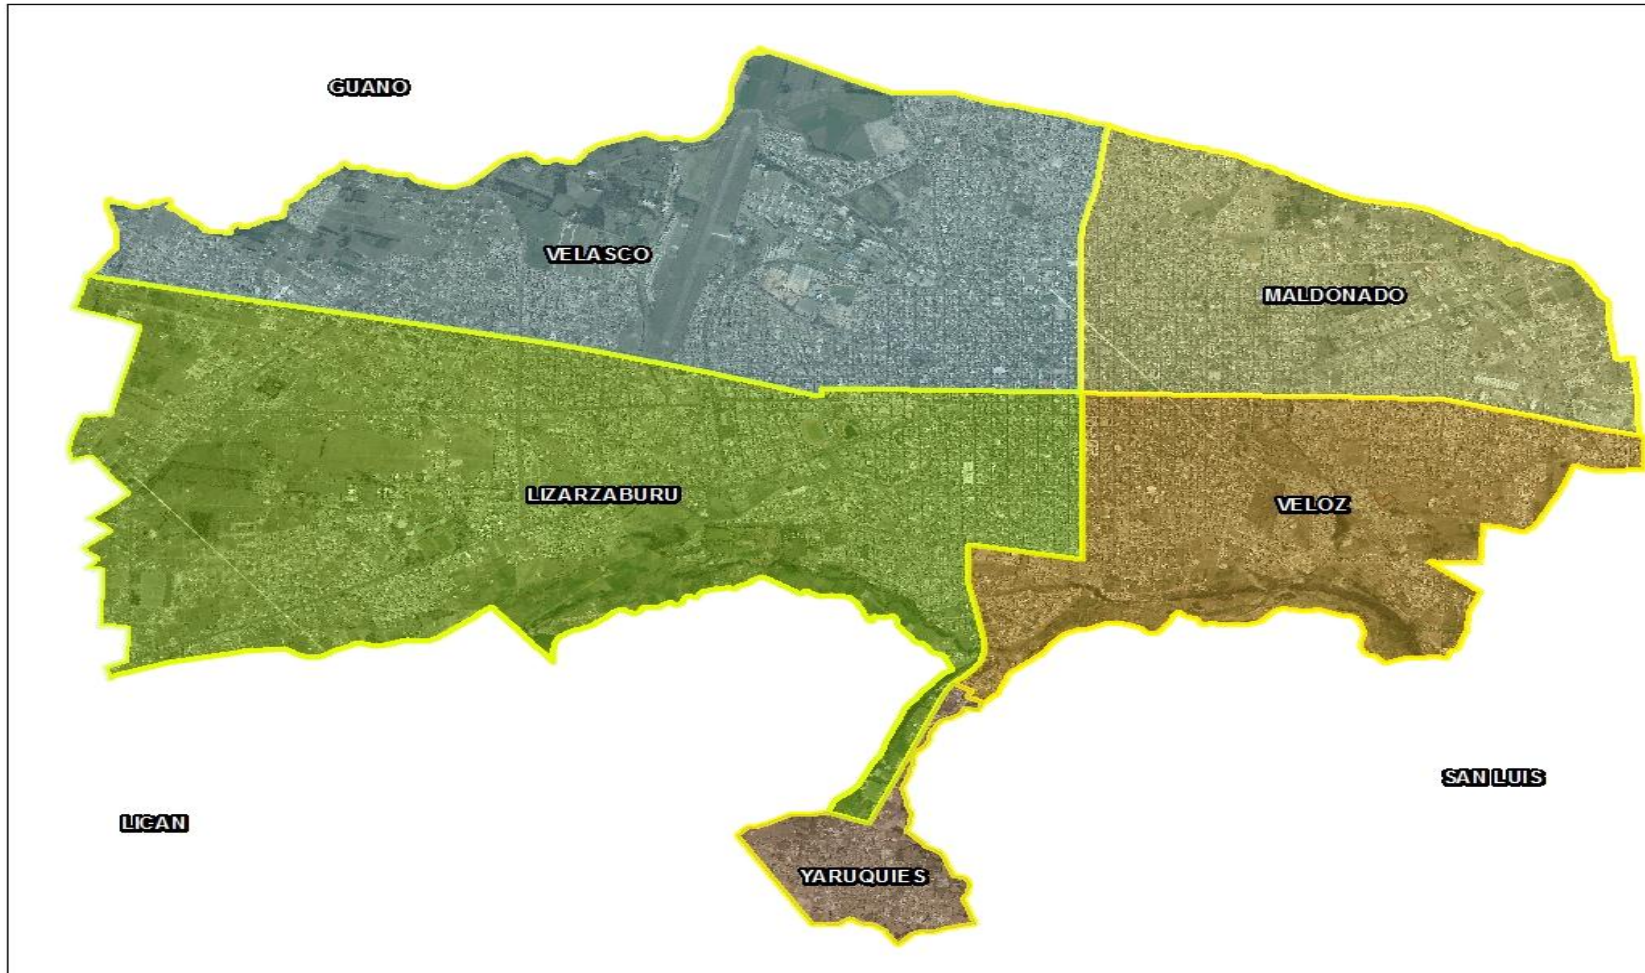 GUANO
VELASCO
MALDONADO
LIZARZABURU
VELOZ
SAN LUIS
LICAN
YARUQUIES